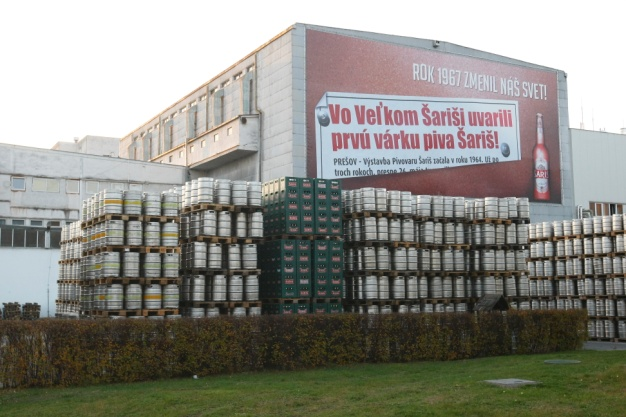 ROK 1967 ZMENIL NÁŠ SVET!
Vo Veľkom Šariši uvarili
prvú várku piva Šariš!
PREŠOV - Výstavba Pivovaru Šariš začala v roku 1964. Už po
troch rokoch, presne 26.